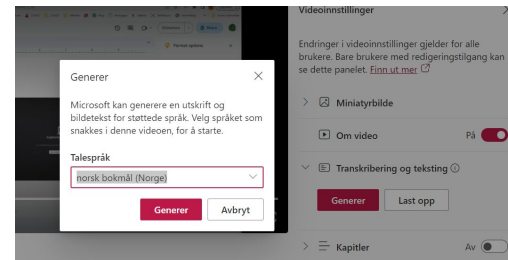 Videoinnstillinger
Endringer i videoinnstillinger gjelder for alle
brukere. Bare brukere med redigeringstilgang kan
se dette panelet. Finn ut mer
Miniatyrbilde
Om video På
Transkribering og teksting
Generer Last opp
Kapitler Av
Generer
Microsoft kan generere en utskrift og
bildetekst for støttede språk. Velg språket som
snakkes i denne videoen, for å starte.
Talespråk
norsk bokmål (Norge)
Generer Avbryt
Format options